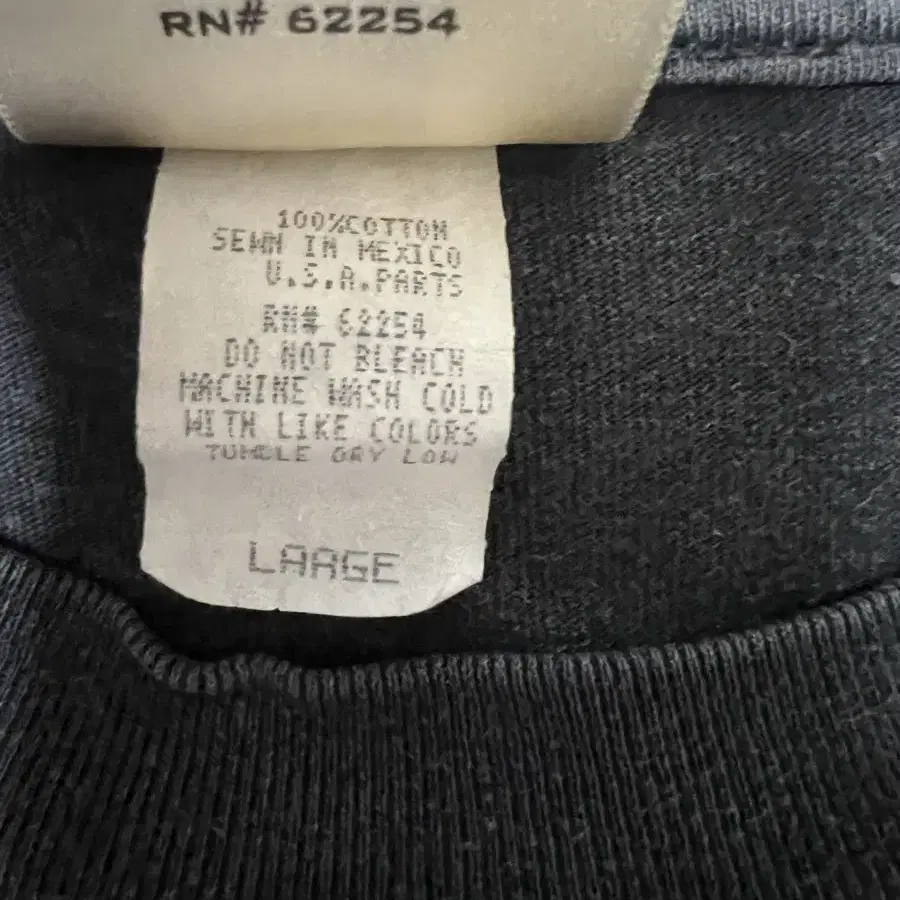 RN# 62254
100%COTTON
SEWN IN MEXICO
U.S.A.PARTS
RN# 62254
DO NOT BLEACH
MACHINE WASH COLD
WITH LIKE COLORS
TUMBLE DRY LOW
LARGE